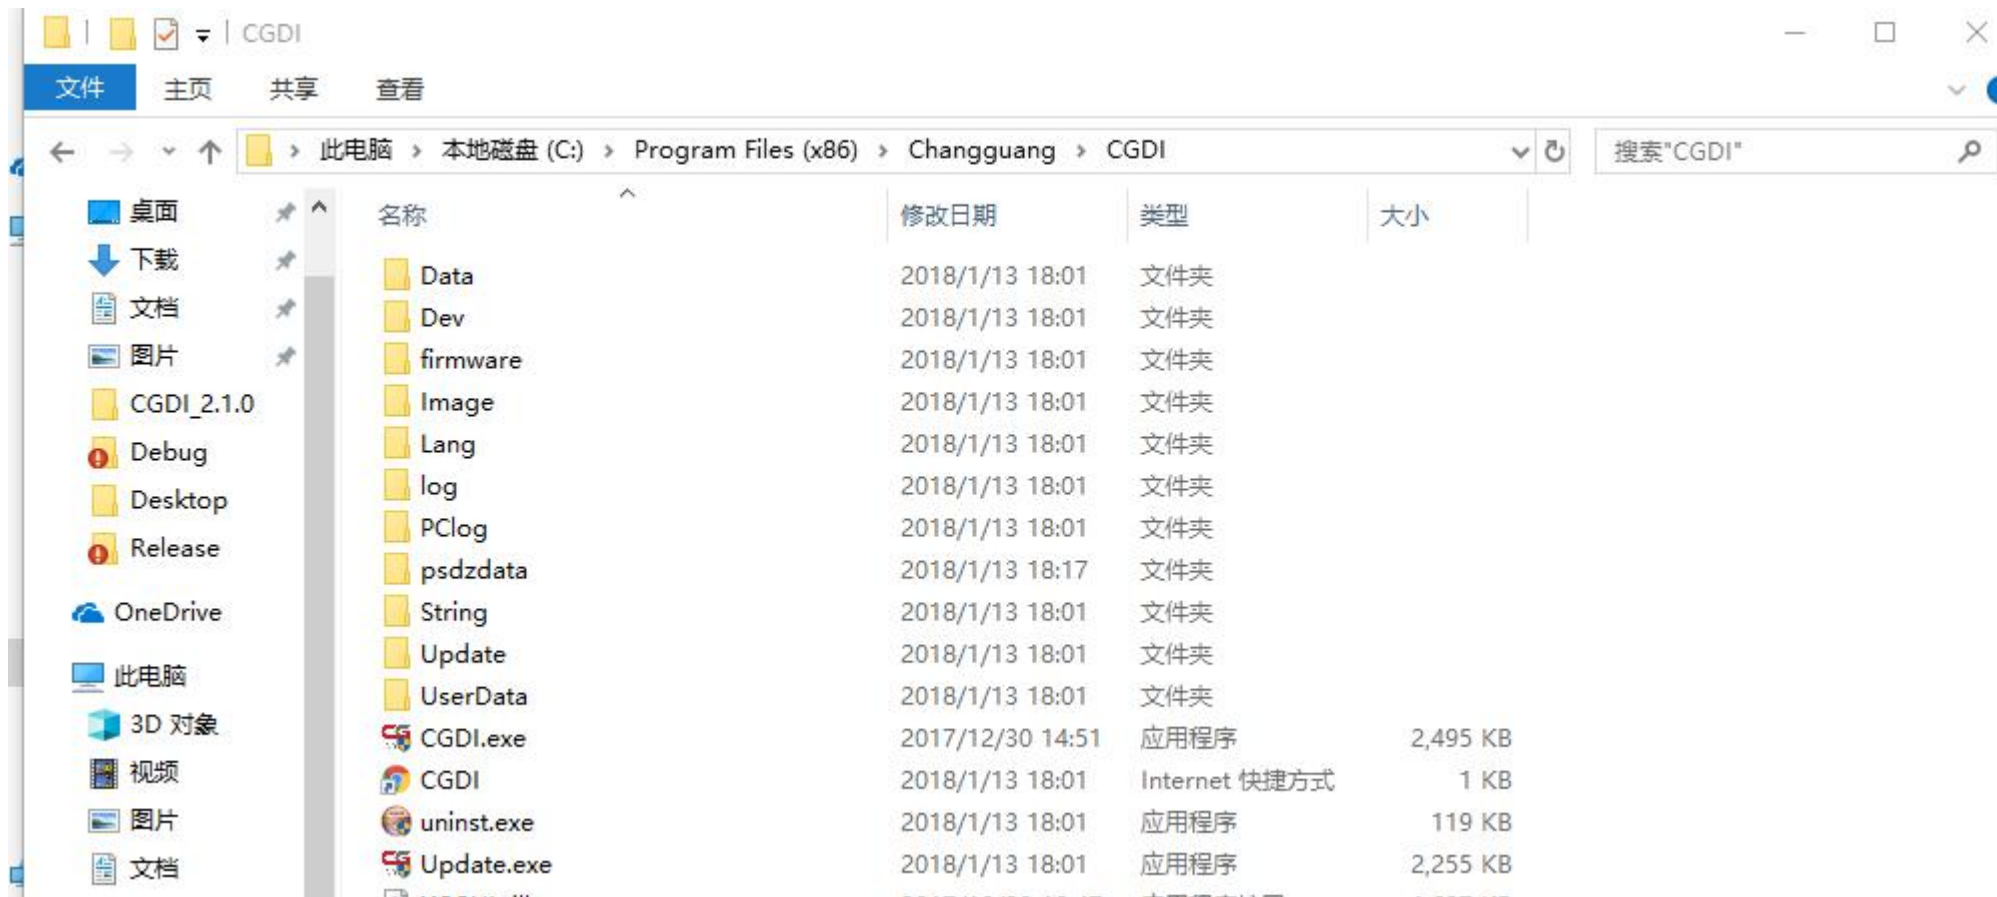 CGDI
文件 主页 共享 查看
此电脑 › 本地磁盘 (C:) › Program Files (x86) › Changguang › CGDI 搜索"CGDI"
桌面
下载
文档
图片
CGDI_2.1.0
Debug
Desktop
Release
OneDrive
此电脑
3D 对象
视频
图片
文档
名称 修改日期 类型 大小
Data 2018/1/13 18:01 文件夹
Dev 2018/1/13 18:01 文件夹
firmware 2018/1/13 18:01 文件夹
Image 2018/1/13 18:01 文件夹
Lang 2018/1/13 18:01 文件夹
log 2018/1/13 18:01 文件夹
PClog 2018/1/13 18:01 文件夹
psdzdata 2018/1/13 18:17 文件夹
String 2018/1/13 18:01 文件夹
Update 2018/1/13 18:01 文件夹
UserData 2018/1/13 18:01 文件夹
CGDI.exe 2017/12/30 14:51 应用程序 2,495 KB
CGDI 2018/1/13 18:01 Internet 快捷方式 1 KB
uninst.exe 2018/1/13 18:01 应用程序 119 KB
Update.exe 2018/1/13 18:01 应用程序 2,255 KB